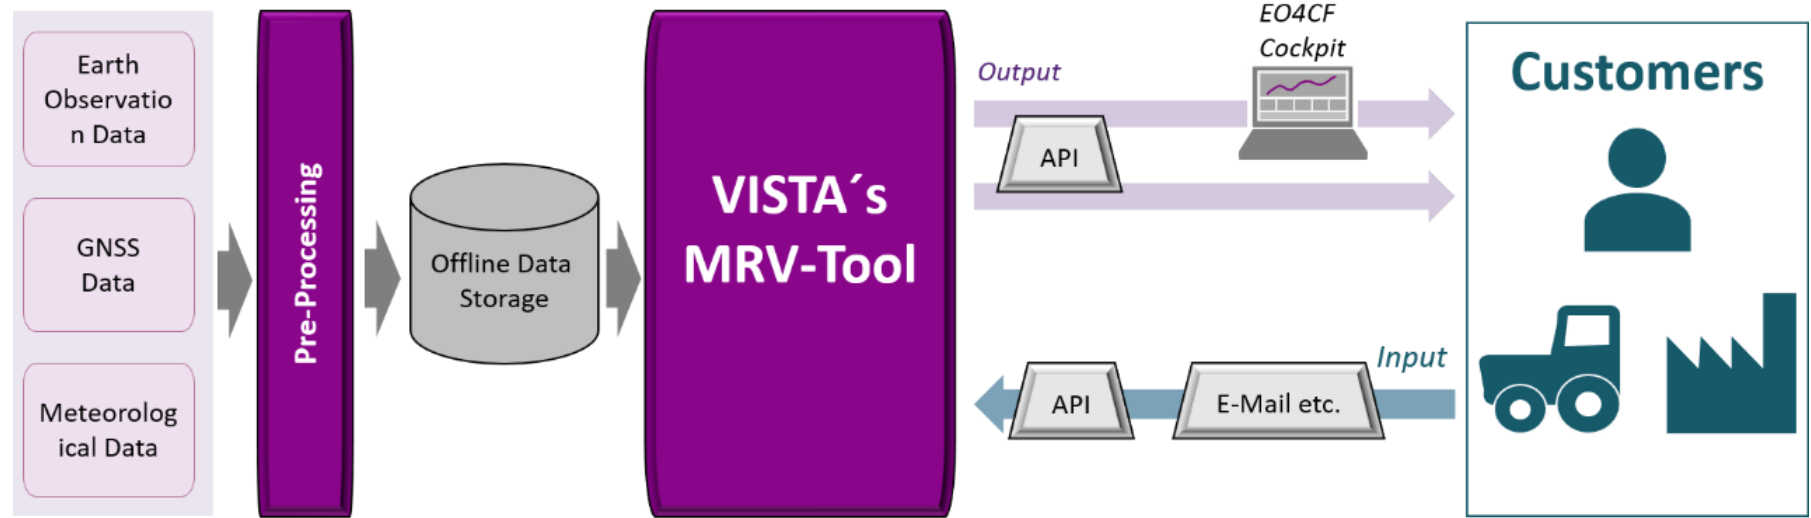 Earth
Observatio
n Data
GNSS
Data
Meteorolog
ical Data
Pre-Processing
Offline Data
Storage
VISTA´s
MRV-Tool
Output
EO4CF
Cockpit
API
Input
API
E-Mail etc.
Customers